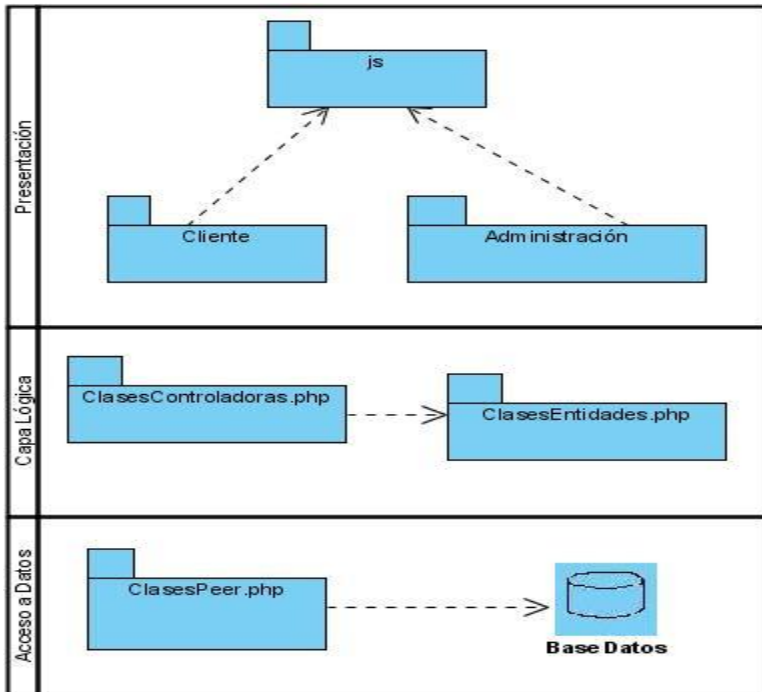 Presentación
js
Cliente
Administración
Capa Lógica
ClasesControladoras.php
ClasesEntidades.php
Acceso a Datos
ClasesPeer.php
Base Datos